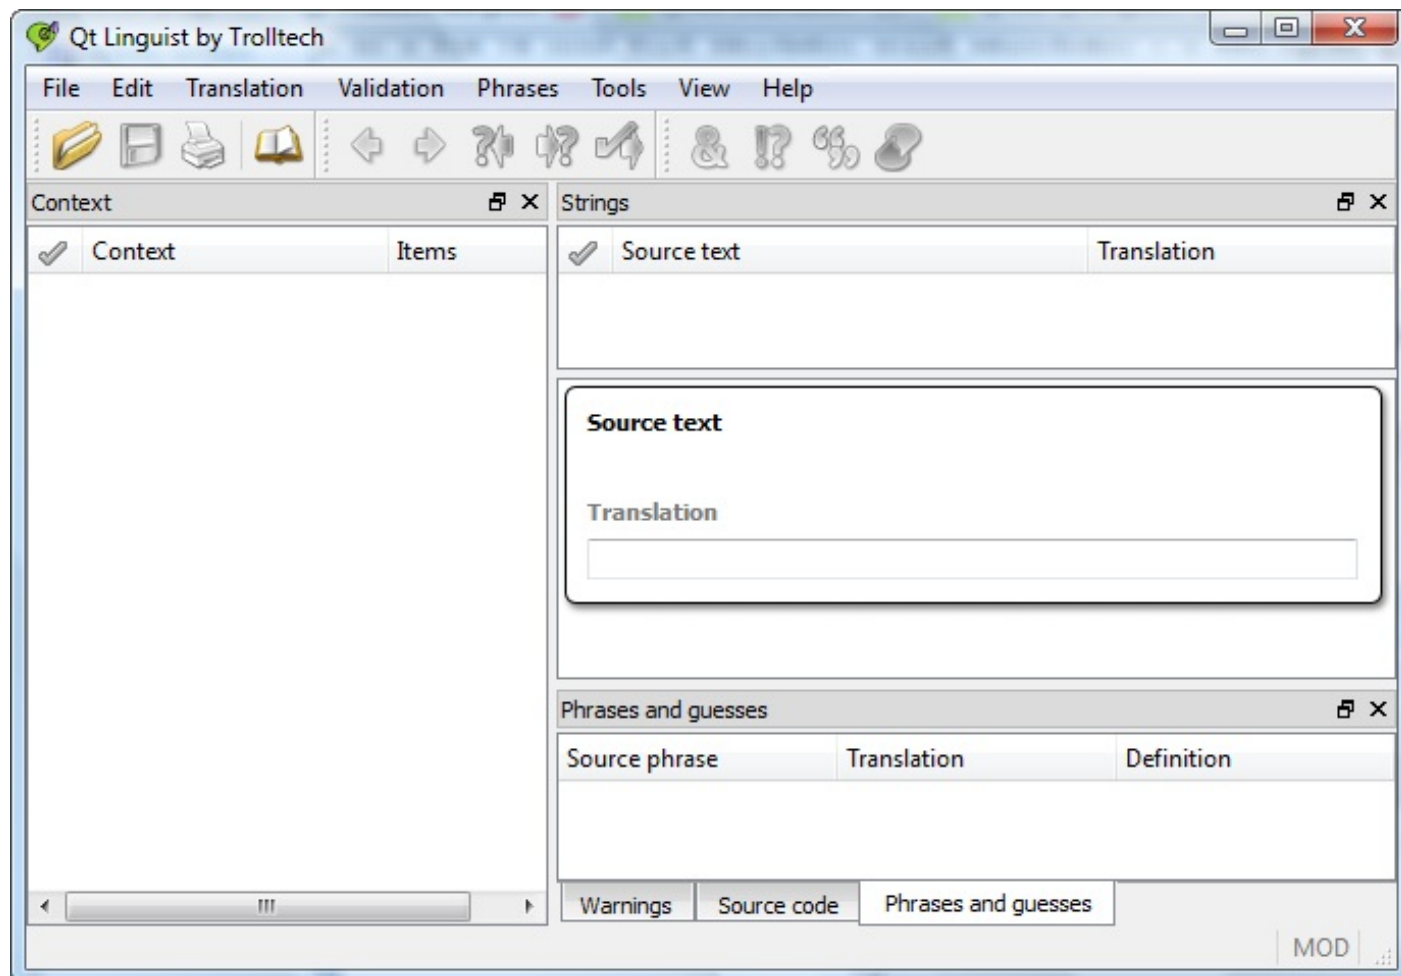 Qt Linguist by Trolltech
File Edit Translation Validation Phrases Tools View Help
Context
Context Items
Strings
Source text Translation
Source text
Translation
Phrases and guesses
Source phrase Translation Definition
Warnings Source code Phrases and guesses
MOD